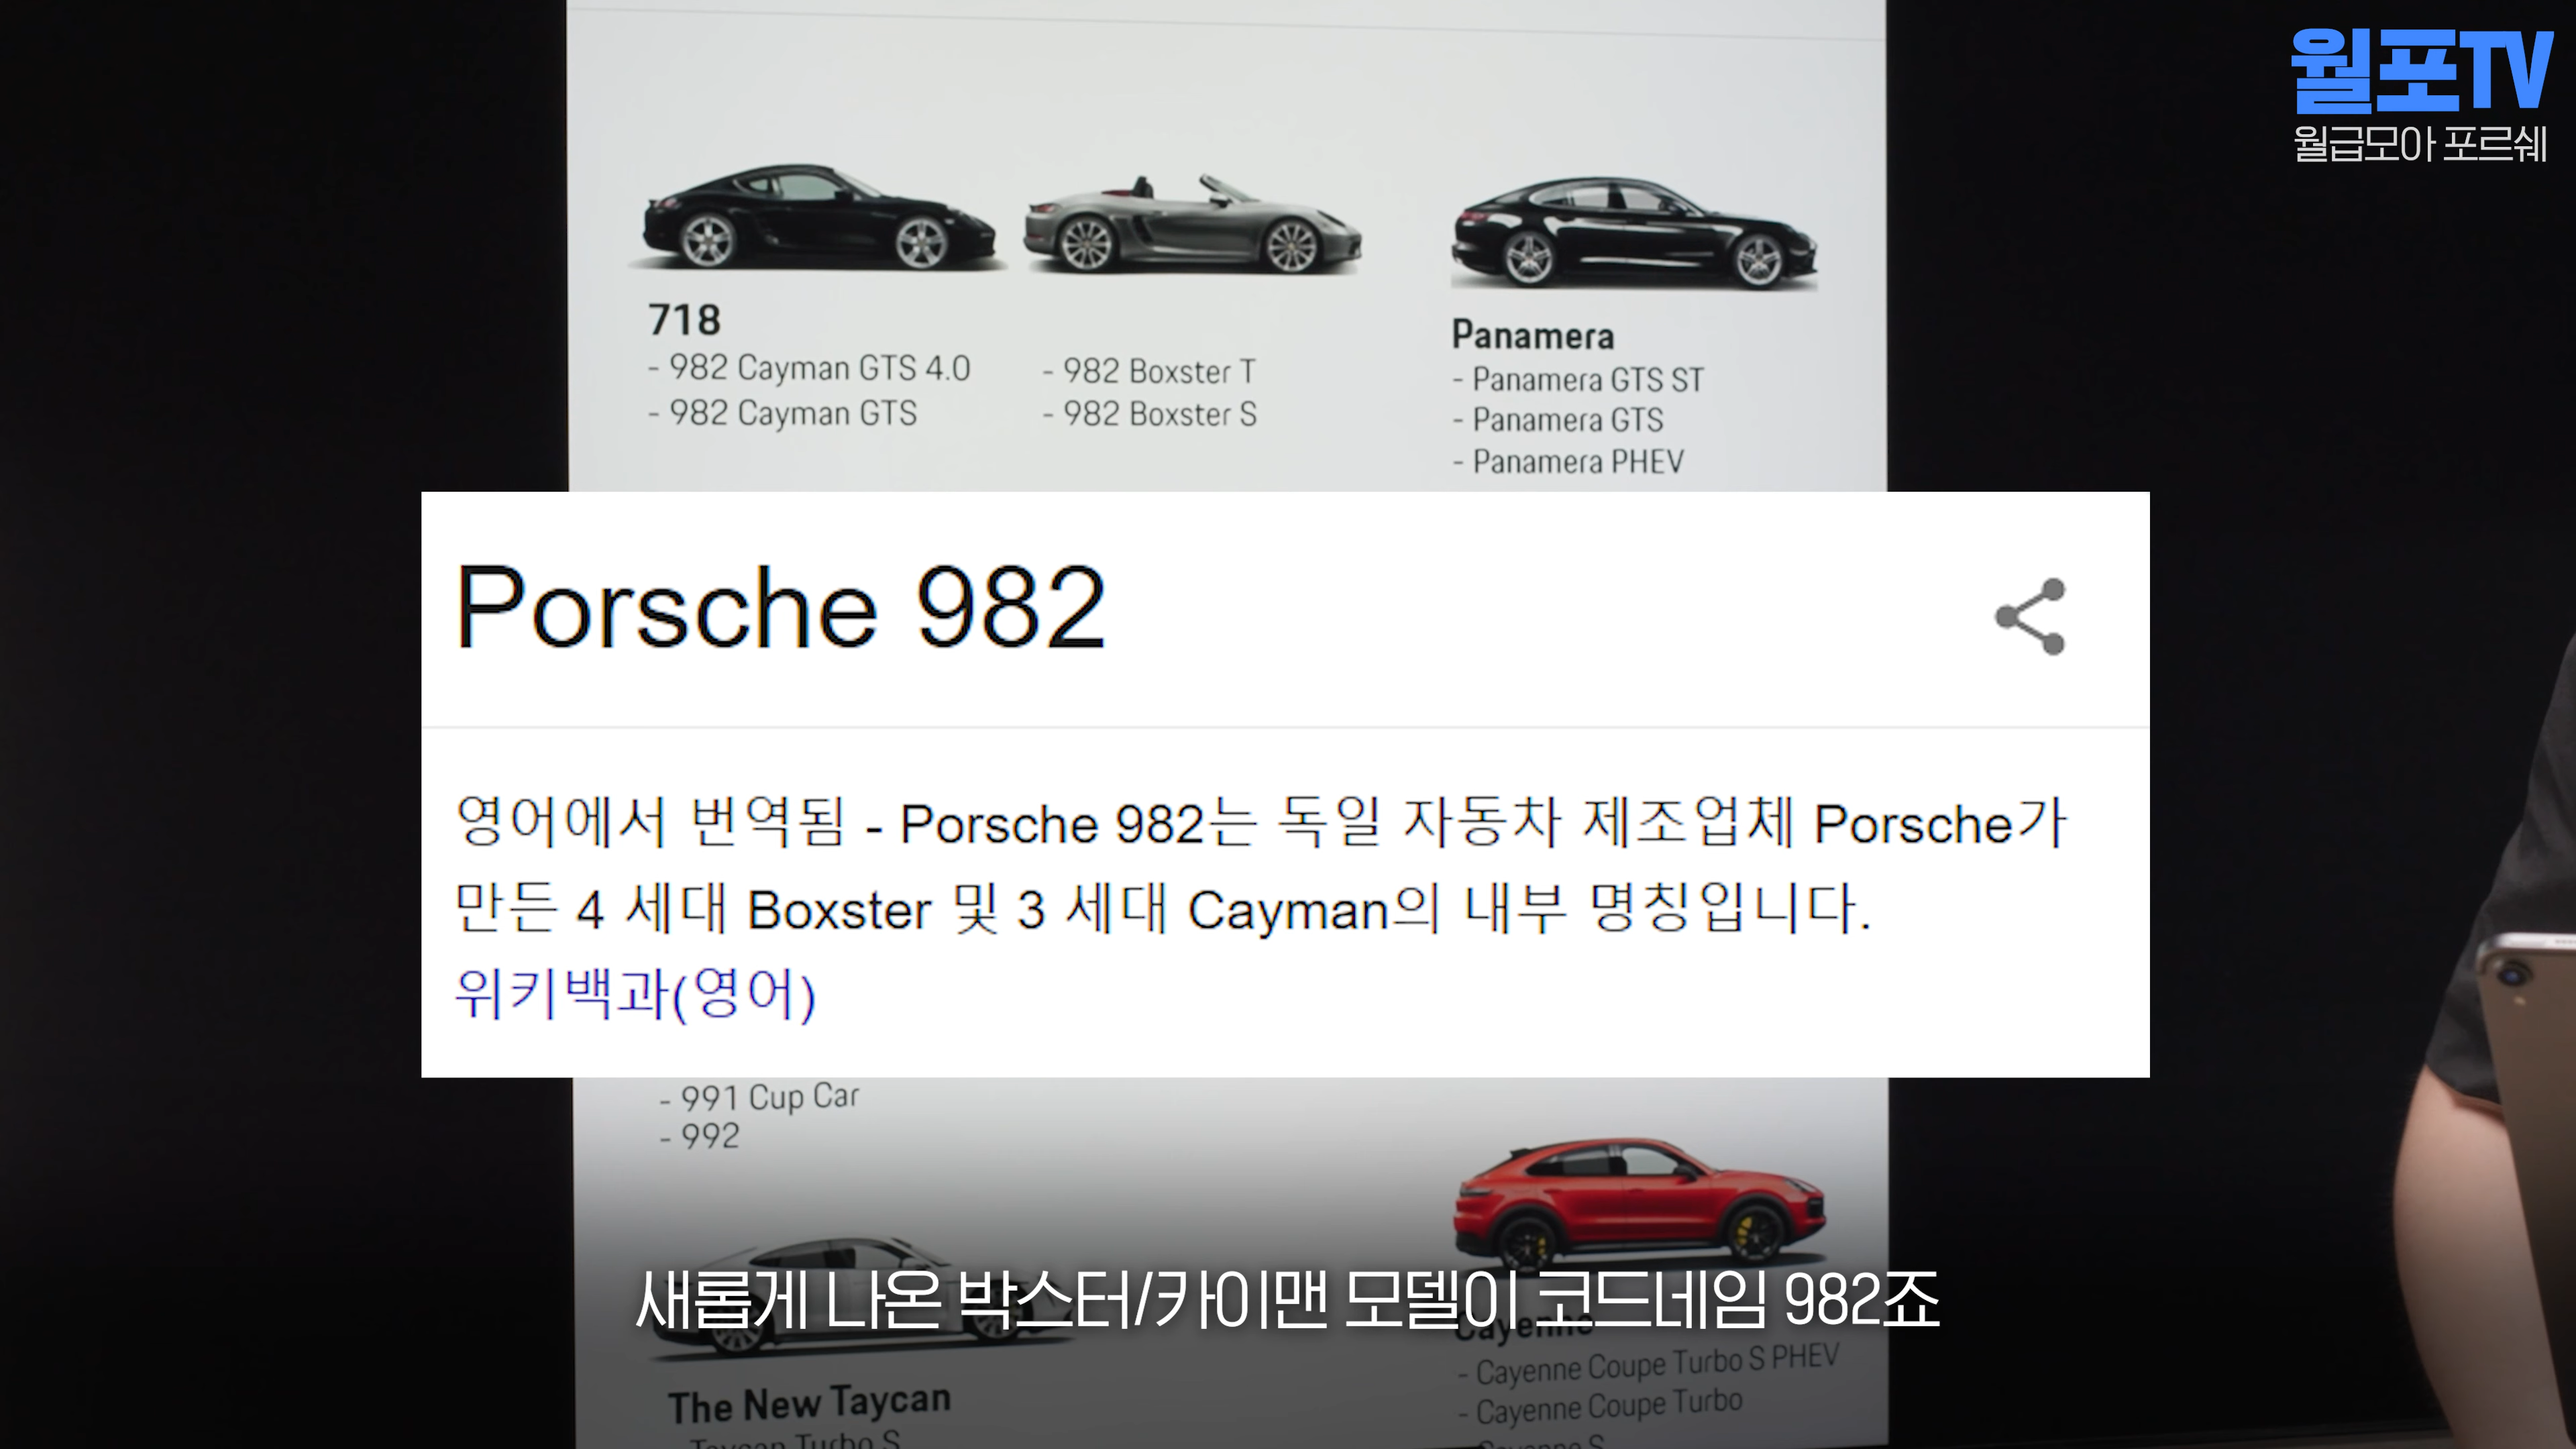 월포TV
월급모아 포르쉐
718
- 982 Cayman GTS 4.0
- 982 Cayman GTS
- 982 Boxster T
- 982 Boxster S
Panamera
- Panamera GTS ST
- Panamera GTS
- Panamera PHEV
Porsche 982
영어에서 번역됨 - Porsche 982는 독일 자동차 제조업체 Porsche가
만든 4 세대 Boxster 및 3 세대 Cayman의 내부 명칭입니다.
위키백과(영어)
- 991 Cup Car
- 992
새롭게 나온 박스터/카이맨 모델이 코드네임 982죠
The New Taycan
Taycan Turbo S
Cayenne
- Cayenne Coupe Turbo S PHEV
- Cayenne Coupe Turbo
Cayenne S